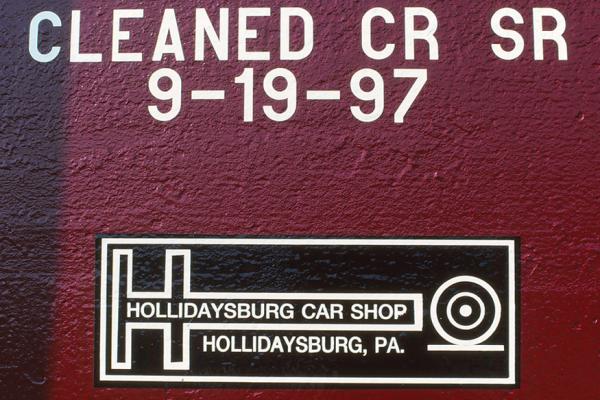 CLEANED CR SR
9-19-97
HOLLIDAYSBURG CAR SHOP
HOLLIDAYSBURG, PA.